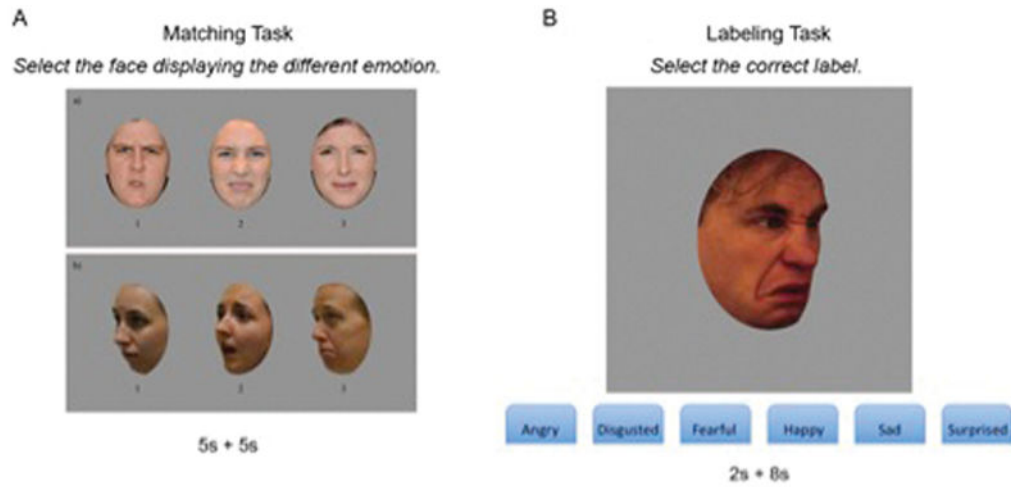 A
Matching Task
Select the face displaying the different emotion.
a)
1 2 3
b)
1 2 3
5s + 5s
B
Labeling Task
Select the correct label.
Angry Disgusted Fearful Happy Sad Surprised
2s + 8s